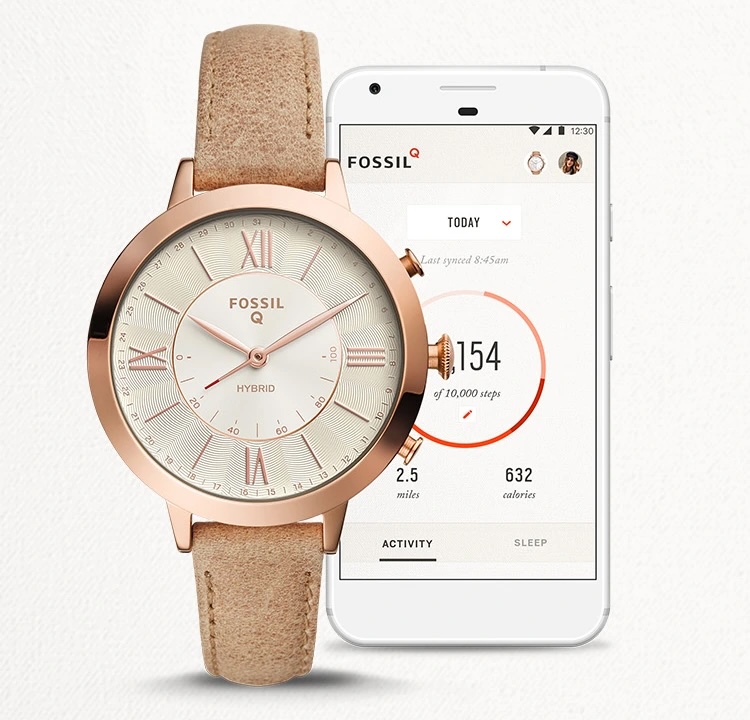 FOSSIL
Q
HYBRID
XII
III
VI
IX
0
20
40
60
80
100
31
12:30
FOSSIL Q
TODAY
Last synced 8:45am
,154
of 10,000 steps
2.5
632
miles
calories
ACTIVITY
SLEEP